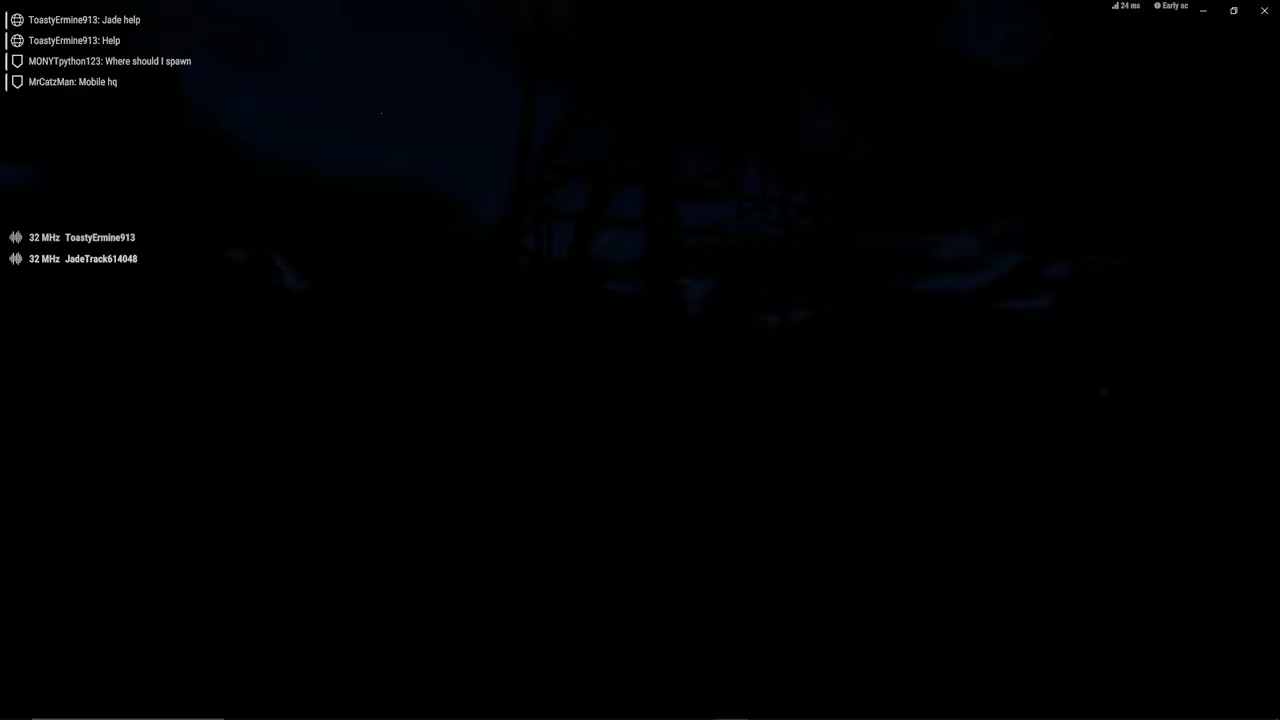 ToastyErmine913: Jade help
24 ms Early ac
ToastyErmine913: Help
MONYTpython123: Where should I spawn
MrCatzMan: Mobile hq
32 MHz ToastyErmine913
32 MHz JadeTrack614048